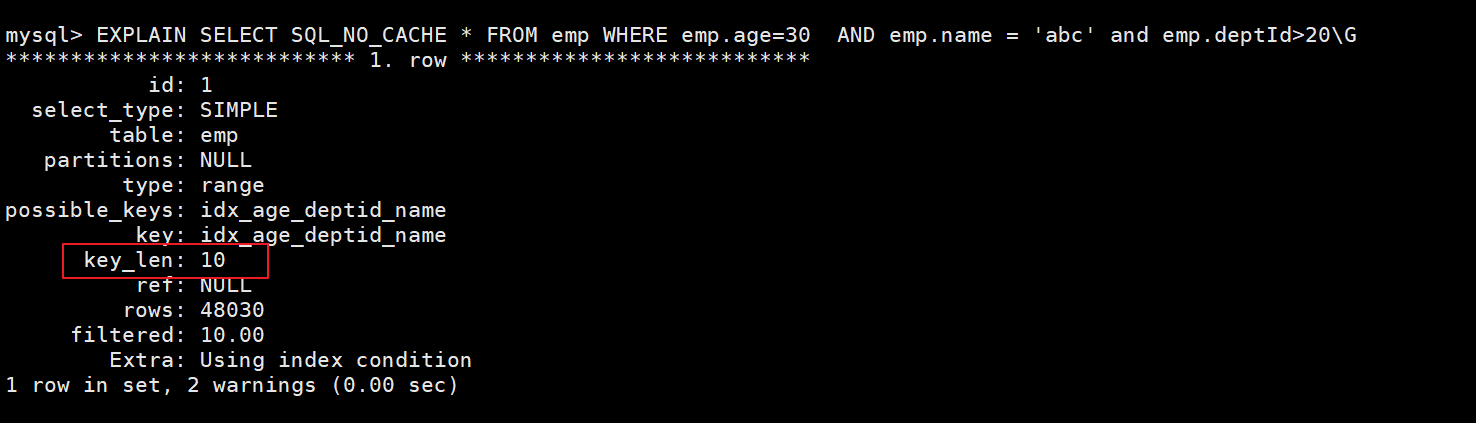 mysql> EXPLAIN SELECT SQL_NO_CACHE * FROM emp WHERE emp.age=30  AND emp.name = 'abc' and emp.deptId>20\G
*************************** 1. row ***************************
           id: 1
  select_type: SIMPLE
        table: emp
   partitions: NULL
         type: range
possible_keys: idx_age_deptid_name
          key: idx_age_deptid_name
      key_len: 10
          ref: NULL
         rows: 48030
     filtered: 10.00
        Extra: Using index condition
1 row in set, 2 warnings (0.00 sec)